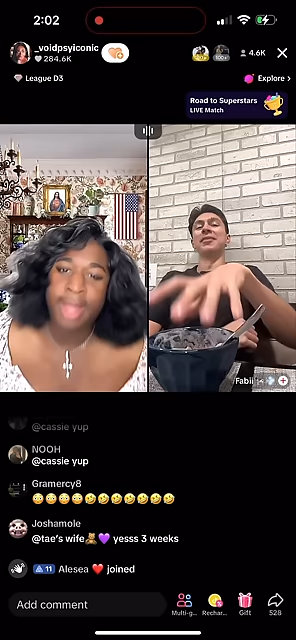 2:02
_voidpsyiconic
284.6K
4.6K
League D3
Explore >
Road to Superstars
LIVE Match
Fabli
@cassie yup
NOOH
@cassie yup
Gramercy8
😳😳😳😳🤣🤣🤣🤣🤣🤣🤣
Joshamole
@tae's wife🧸💜 yesss 3 weeks
11 Alesea ❤️ joined
Add comment
Multi-g...
Rechar...
Gift
528